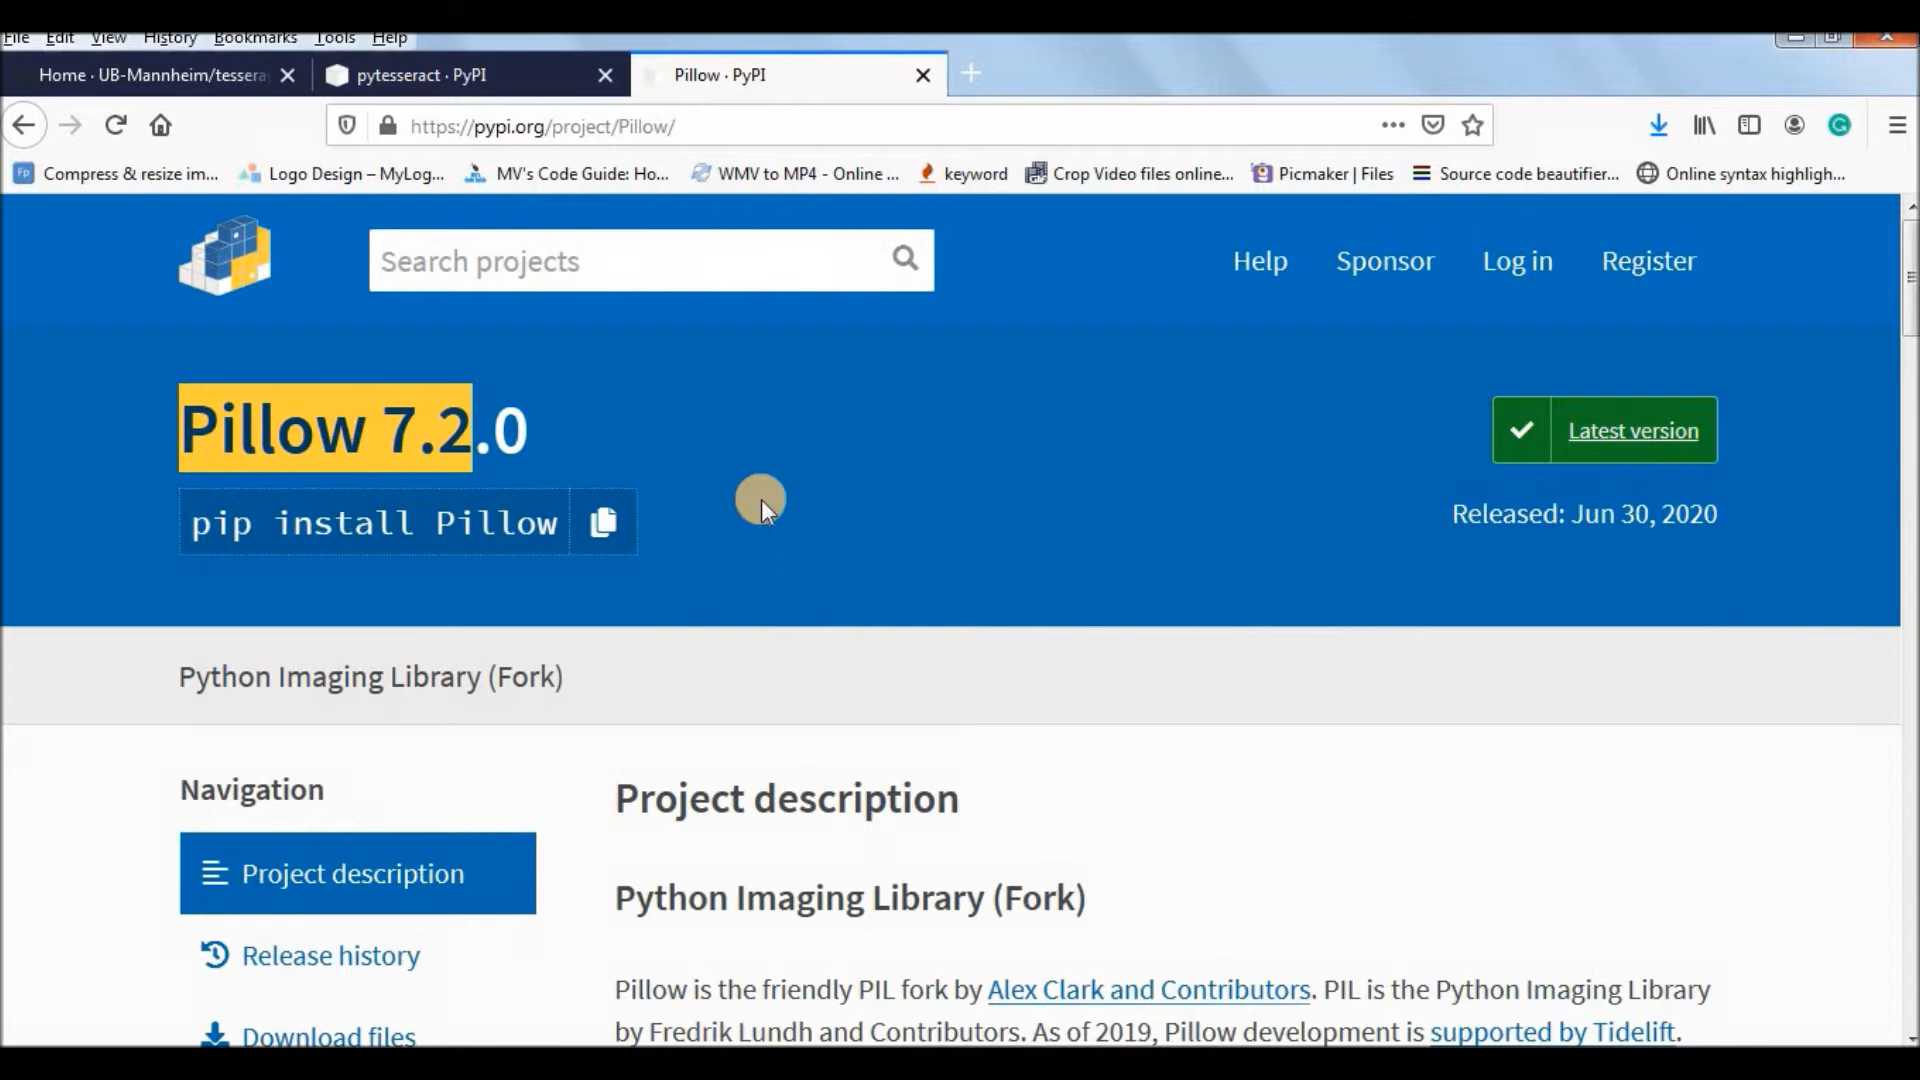 File Edit View History Bookmarks Tools Help
Home · UB-Mannheim/tessera
pytesseract · PyPI
Pillow · PyPI
https://pypi.org/project/Pillow/
Fp Compress & resize im...
Logo Design – MyLog...
MV's Code Guide: Ho...
WMV to MP4 - Online ...
keyword
Crop Video files online...
Picmaker | Files
Source code beautifier...
Online syntax highligh...
Search projects
Help
Sponsor
Log in
Register
Pillow 7.2.0
Latest version
pip install Pillow
Released: Jun 30, 2020
Python Imaging Library (Fork)
Navigation
Project description
Release history
Download files
Project description
Python Imaging Library (Fork)
Pillow is the friendly PIL fork by Alex Clark and Contributors. PIL is the Python Imaging Library
by Fredrik Lundh and Contributors. As of 2019, Pillow development is supported by Tidelift.